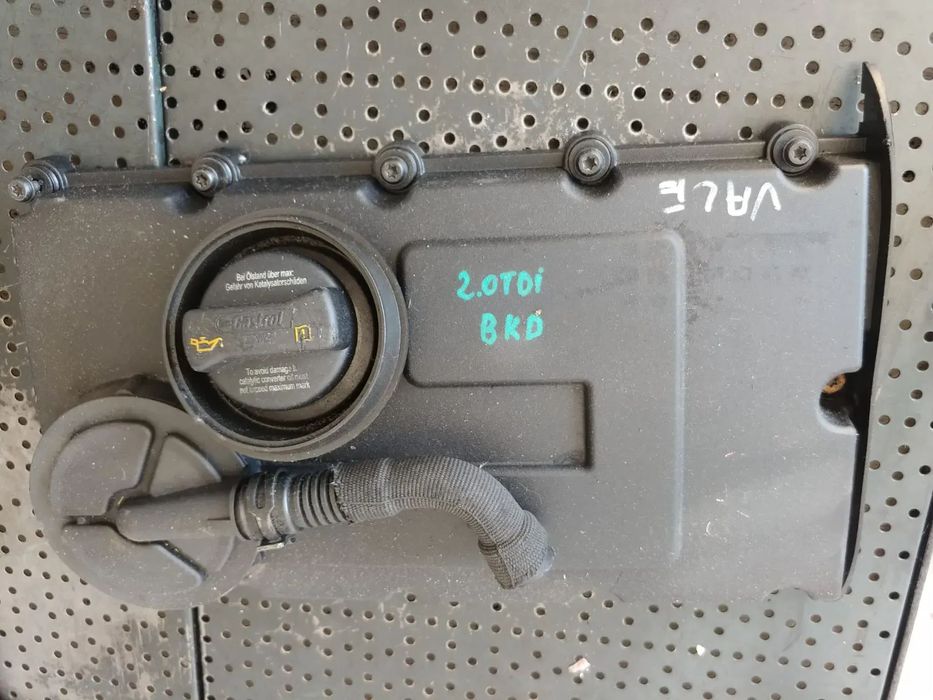 VALE
Bei Ölstand über max:
Gefahr von Katalysatorschäden
Castrol
To avoid damage
catalytic converter oil must
not exceed maximum mark
2.0TDi
BKD